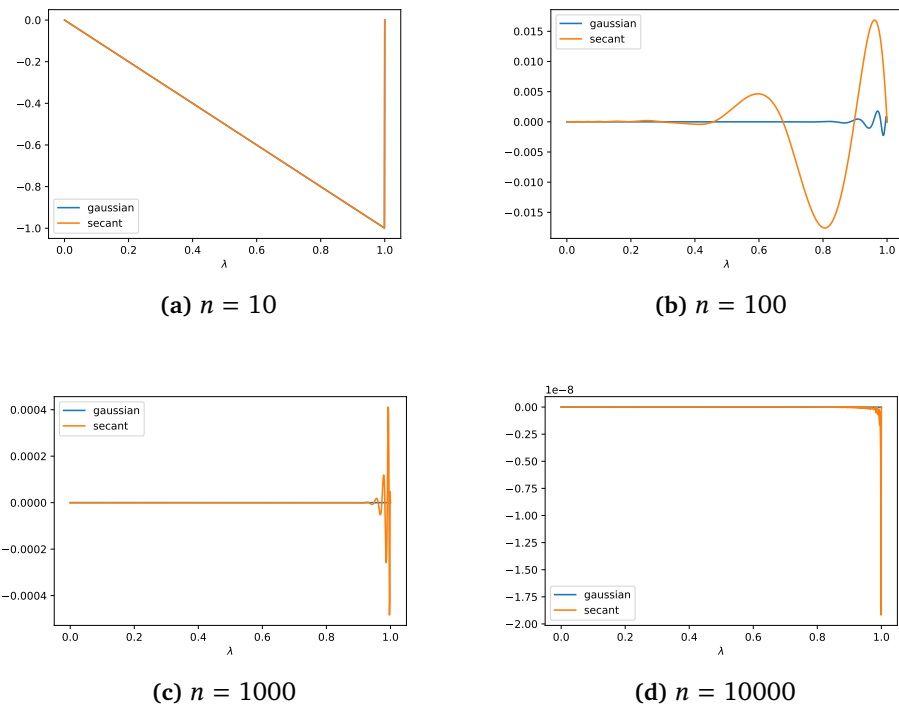 0.0
−0.2
−0.4
−0.6
−0.8
−1.0
gaussian
secant
0.0 0.2 0.4 0.6 0.8 1.0
λ
(a) n = 10
0.015
0.010
0.005
0.000
−0.005
−0.010
−0.015
gaussian
secant
0.0 0.2 0.4 0.6 0.8 1.0
λ
(b) n = 100
0.0004
0.0002
0.0000
−0.0002
−0.0004
gaussian
secant
0.0 0.2 0.4 0.6 0.8 1.0
λ
(c) n = 1000
1e−8
0.00
−0.25
−0.50
−0.75
−1.00
−1.25
−1.50
−1.75
−2.00
gaussian
secant
0.0 0.2 0.4 0.6 0.8 1.0
λ
(d) n = 10000